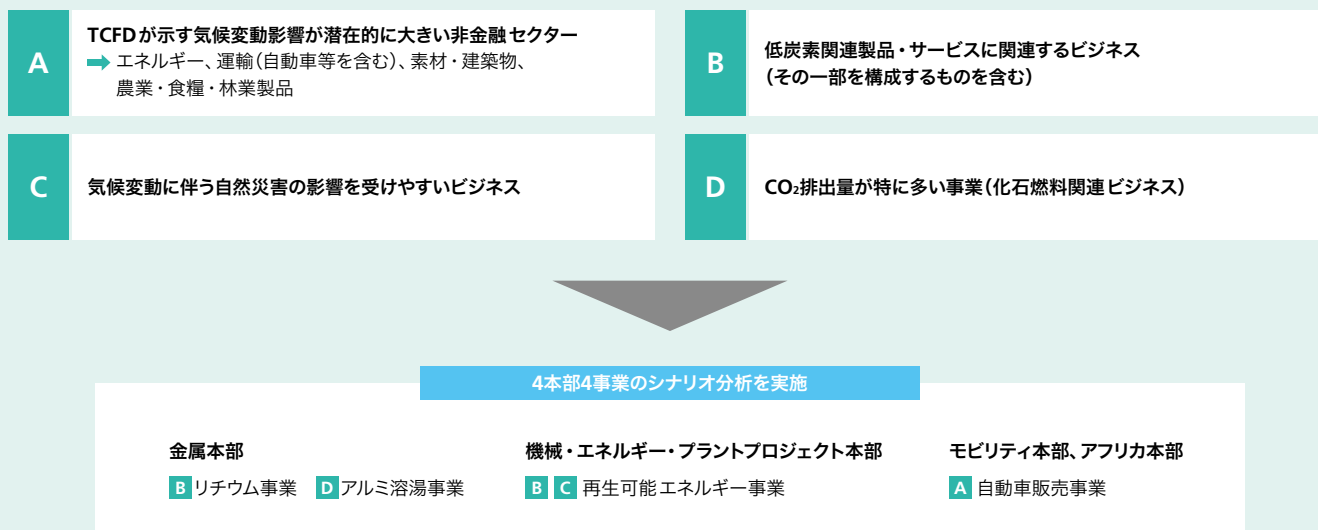 A
TCFDが示す気候変動影響が潜在的に大きい非金融セクター
エネルギー、運輸(自動車等を含む)、素材・建築物、
農業・食糧・林業製品
B
低炭素関連製品・サービスに関連するビジネス
(その一部を構成するものを含む)
C
気候変動に伴う自然災害の影響を受けやすいビジネス
D
CO₂排出量が特に多い事業(化石燃料関連ビジネス)
4本部4事業のシナリオ分析を実施
金属本部
B リチウム事業 D アルミ溶湯事業
機械・エネルギー・プラントプロジェクト本部
B C 再生可能エネルギー事業
モビリティ本部、アフリカ本部
A 自動車販売事業